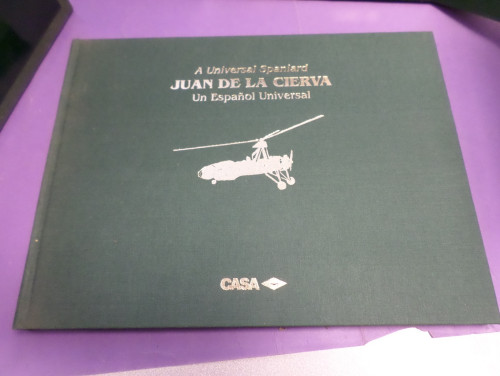 A Universal Spaniard
JUAN DE LA CIERVA
Un Español Universal
CASA